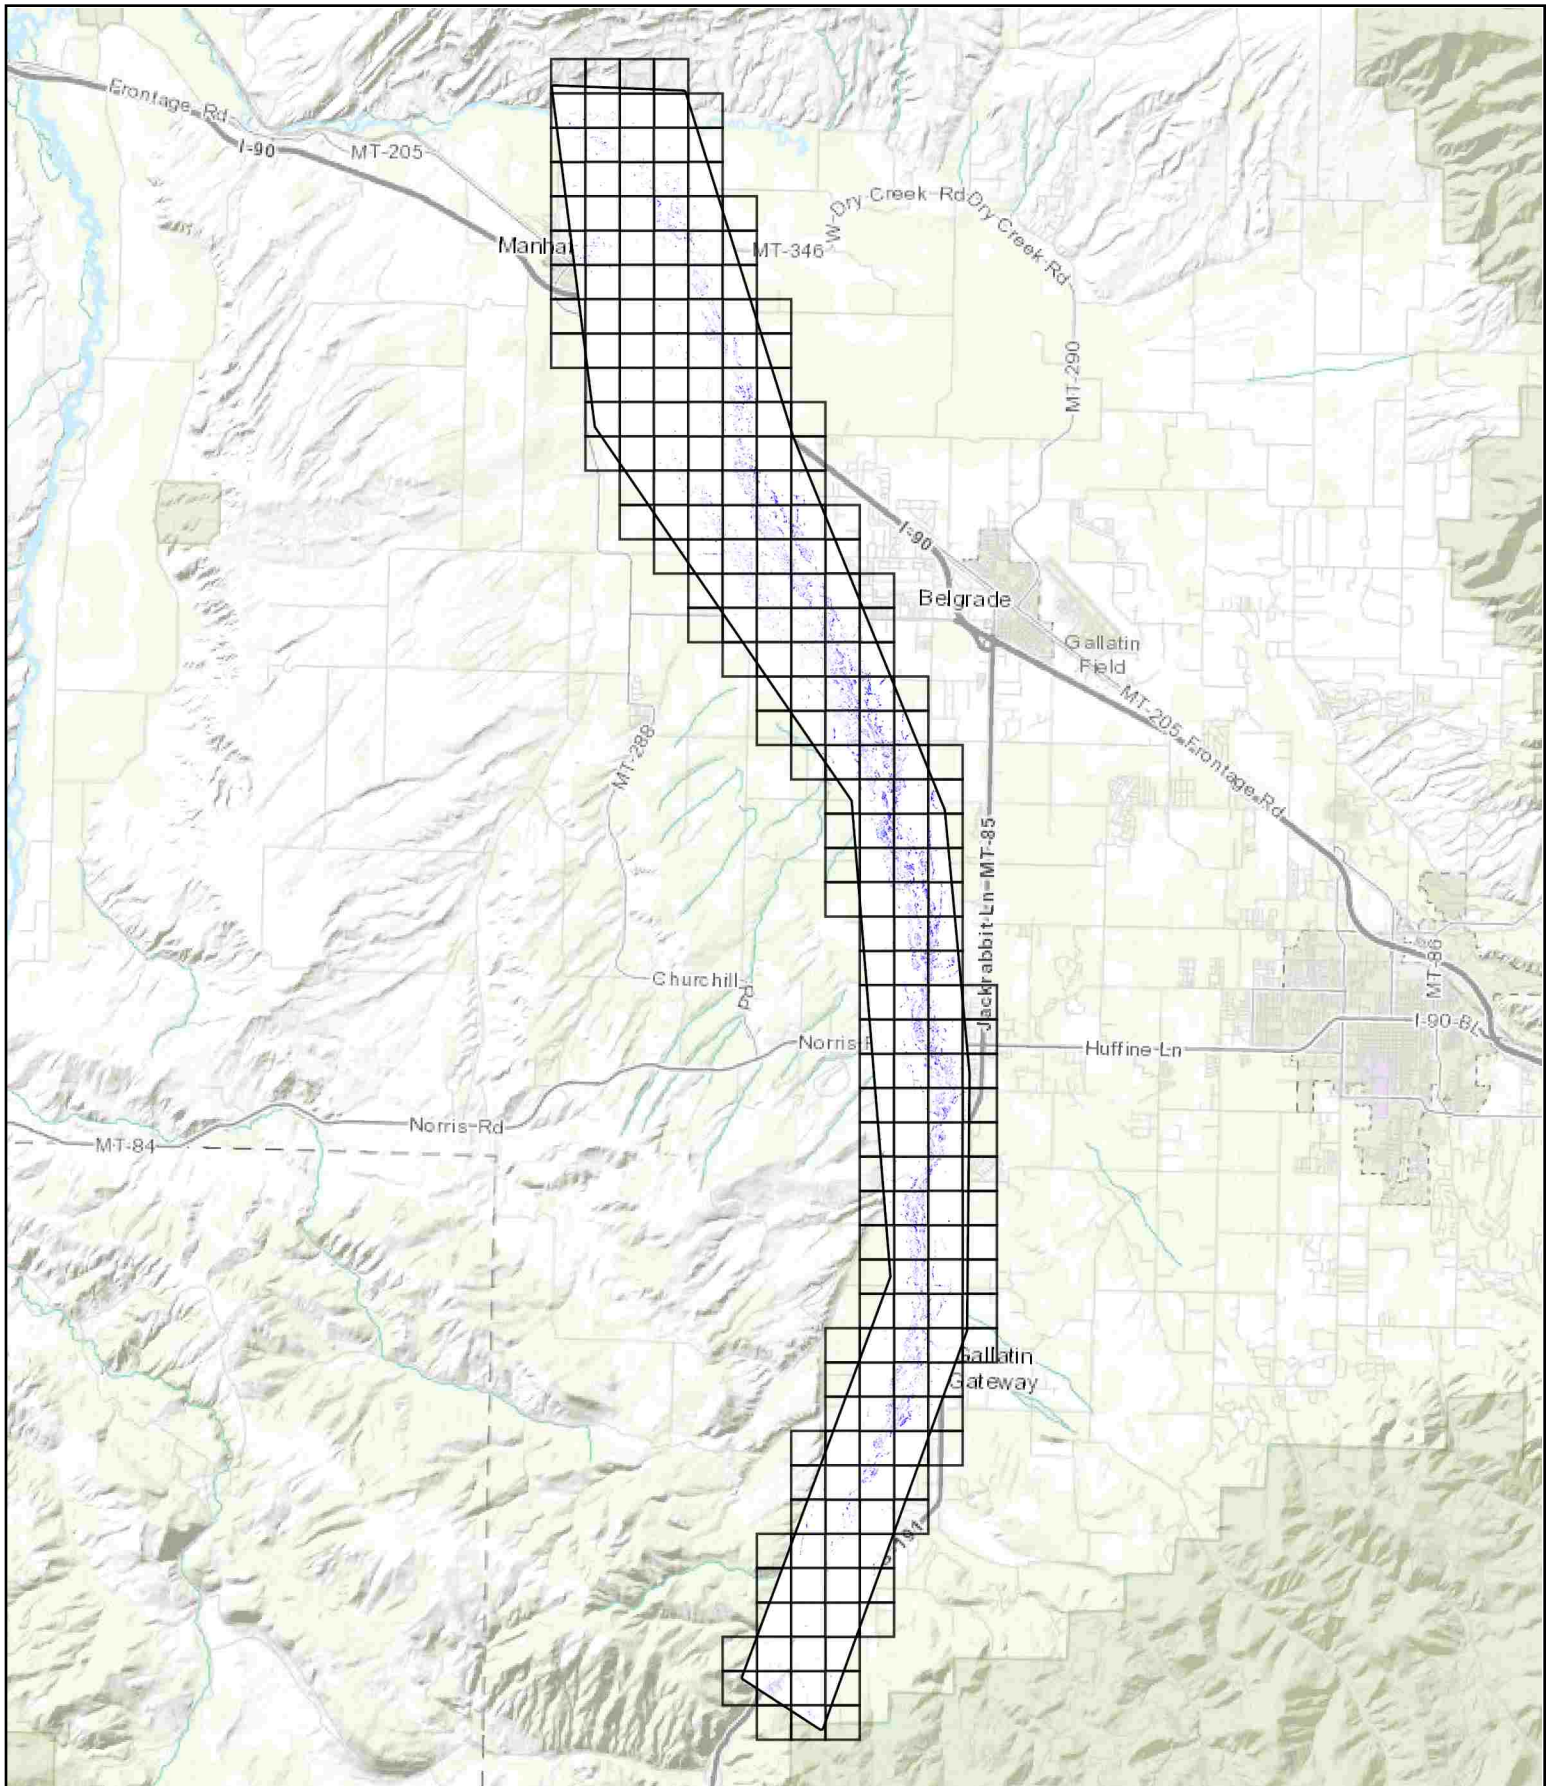 Frontage Rd
I-90
MT-205
W-Dry-Creek-Rd
Dry-Creek-Rd
MT-346
Manhat
MT-290
I-90
Belgrade
Gallatin
Field
MT-205
Frontage-Rd
MT-288
Jackrabbit-Ln-MT-85
MT-86
Churchill-Rd
I-90-BL
Norris-
Huffine-Ln
Norris-Rd
MT-84
Gallatin
Gateway
-191